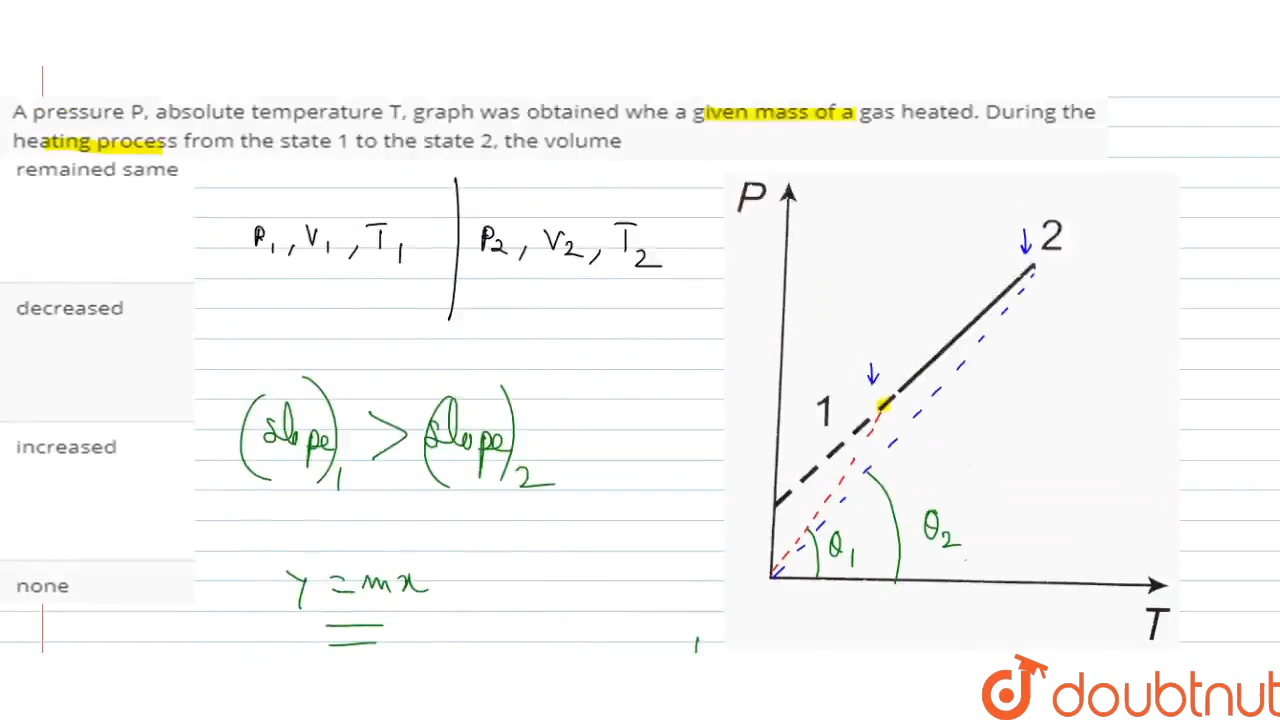 A pressure P, absolute temperature T, graph was obtained whe a given mass of a gas heated. During the
heating process from the state 1 to the state 2, the volume
remained same
decreased
increased
none
P₁, V₁, T₁ | P₂, V₂, T₂
(slope)₁ > (slope)₂
y = mx
P
2
1
θ₁
θ₂
T
doubtnut